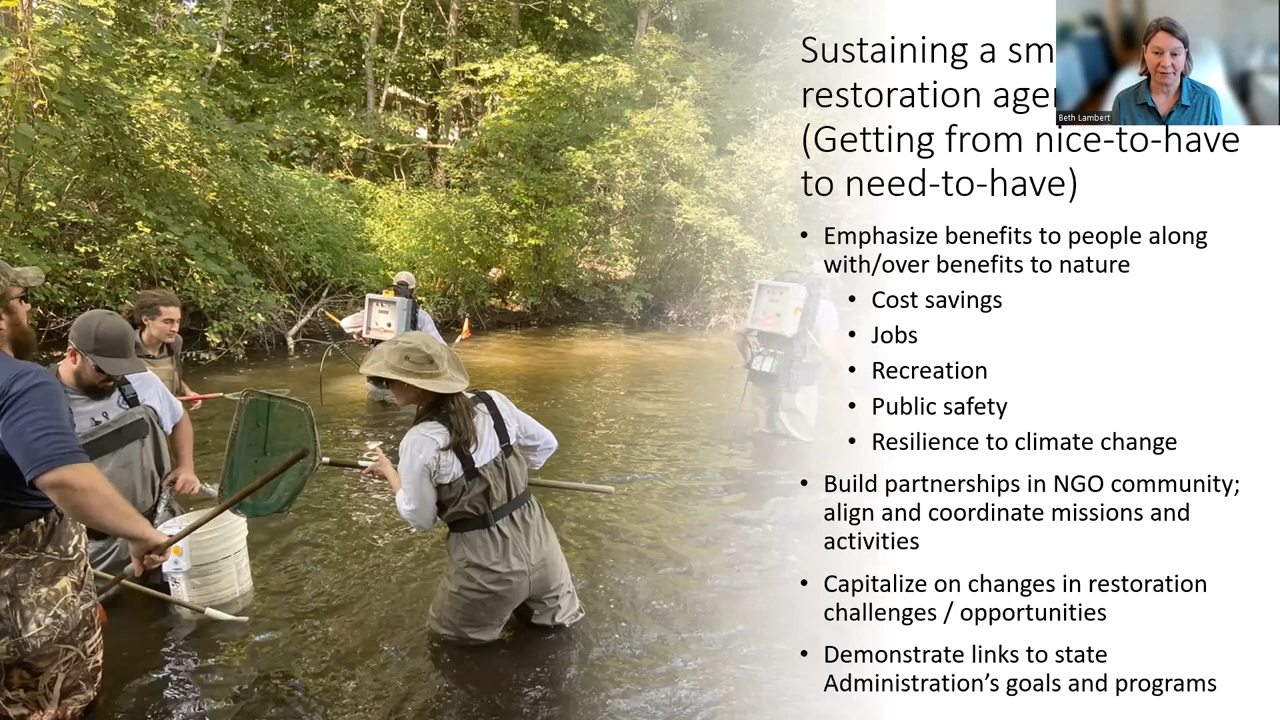 Sustaining a
restoration
(Getting from nice-to-have
to need-to-have)
Beth Lambert
• Emphasize benefits to people along
with/over benefits to nature
• Cost savings
• Jobs
• Recreation
• Public safety
• Resilience to climate change
• Build partnerships in NGO community;
align and coordinate missions and
activities
• Capitalize on changes in restoration
challenges / opportunities
• Demonstrate links to state
Administration’s goals and programs